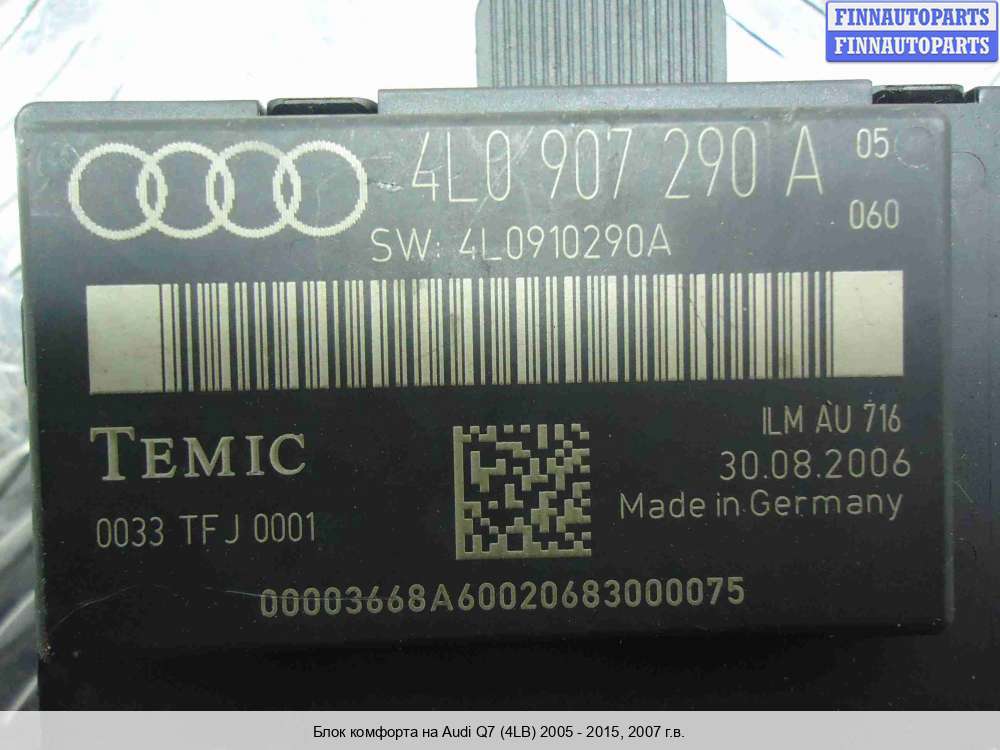 FINNAUTOPARTS
FINNAUTOPARTS
4L0 907 290 A 05
060
SW: 4L0910290A
TEMIC
ILM AU 716
30.08.2006
Made in Germany
0033 TFJ 0001
00003668A60020683000075
Блок комфорта на Audi Q7 (4LB) 2005 - 2015, 2007 г.в.